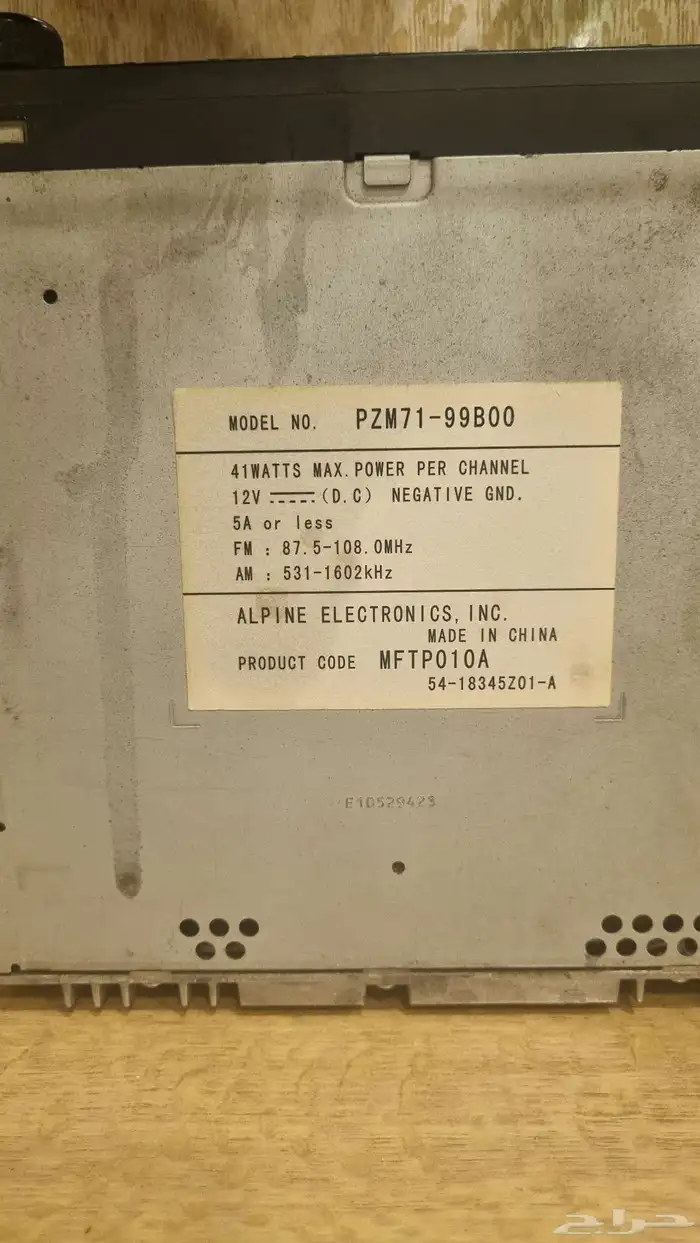 MODEL NO. PZM71-99B00
41WATTS MAX. POWER PER CHANNEL
12V (D.C) NEGATIVE GND.
5A or less
FM : 87.5-108.0MHz
AM : 531-1602kHz
ALPINE ELECTRONICS, INC.
MADE IN CHINA
PRODUCT CODE MFTP010A
54-18345Z01-A
E10529423
حراج